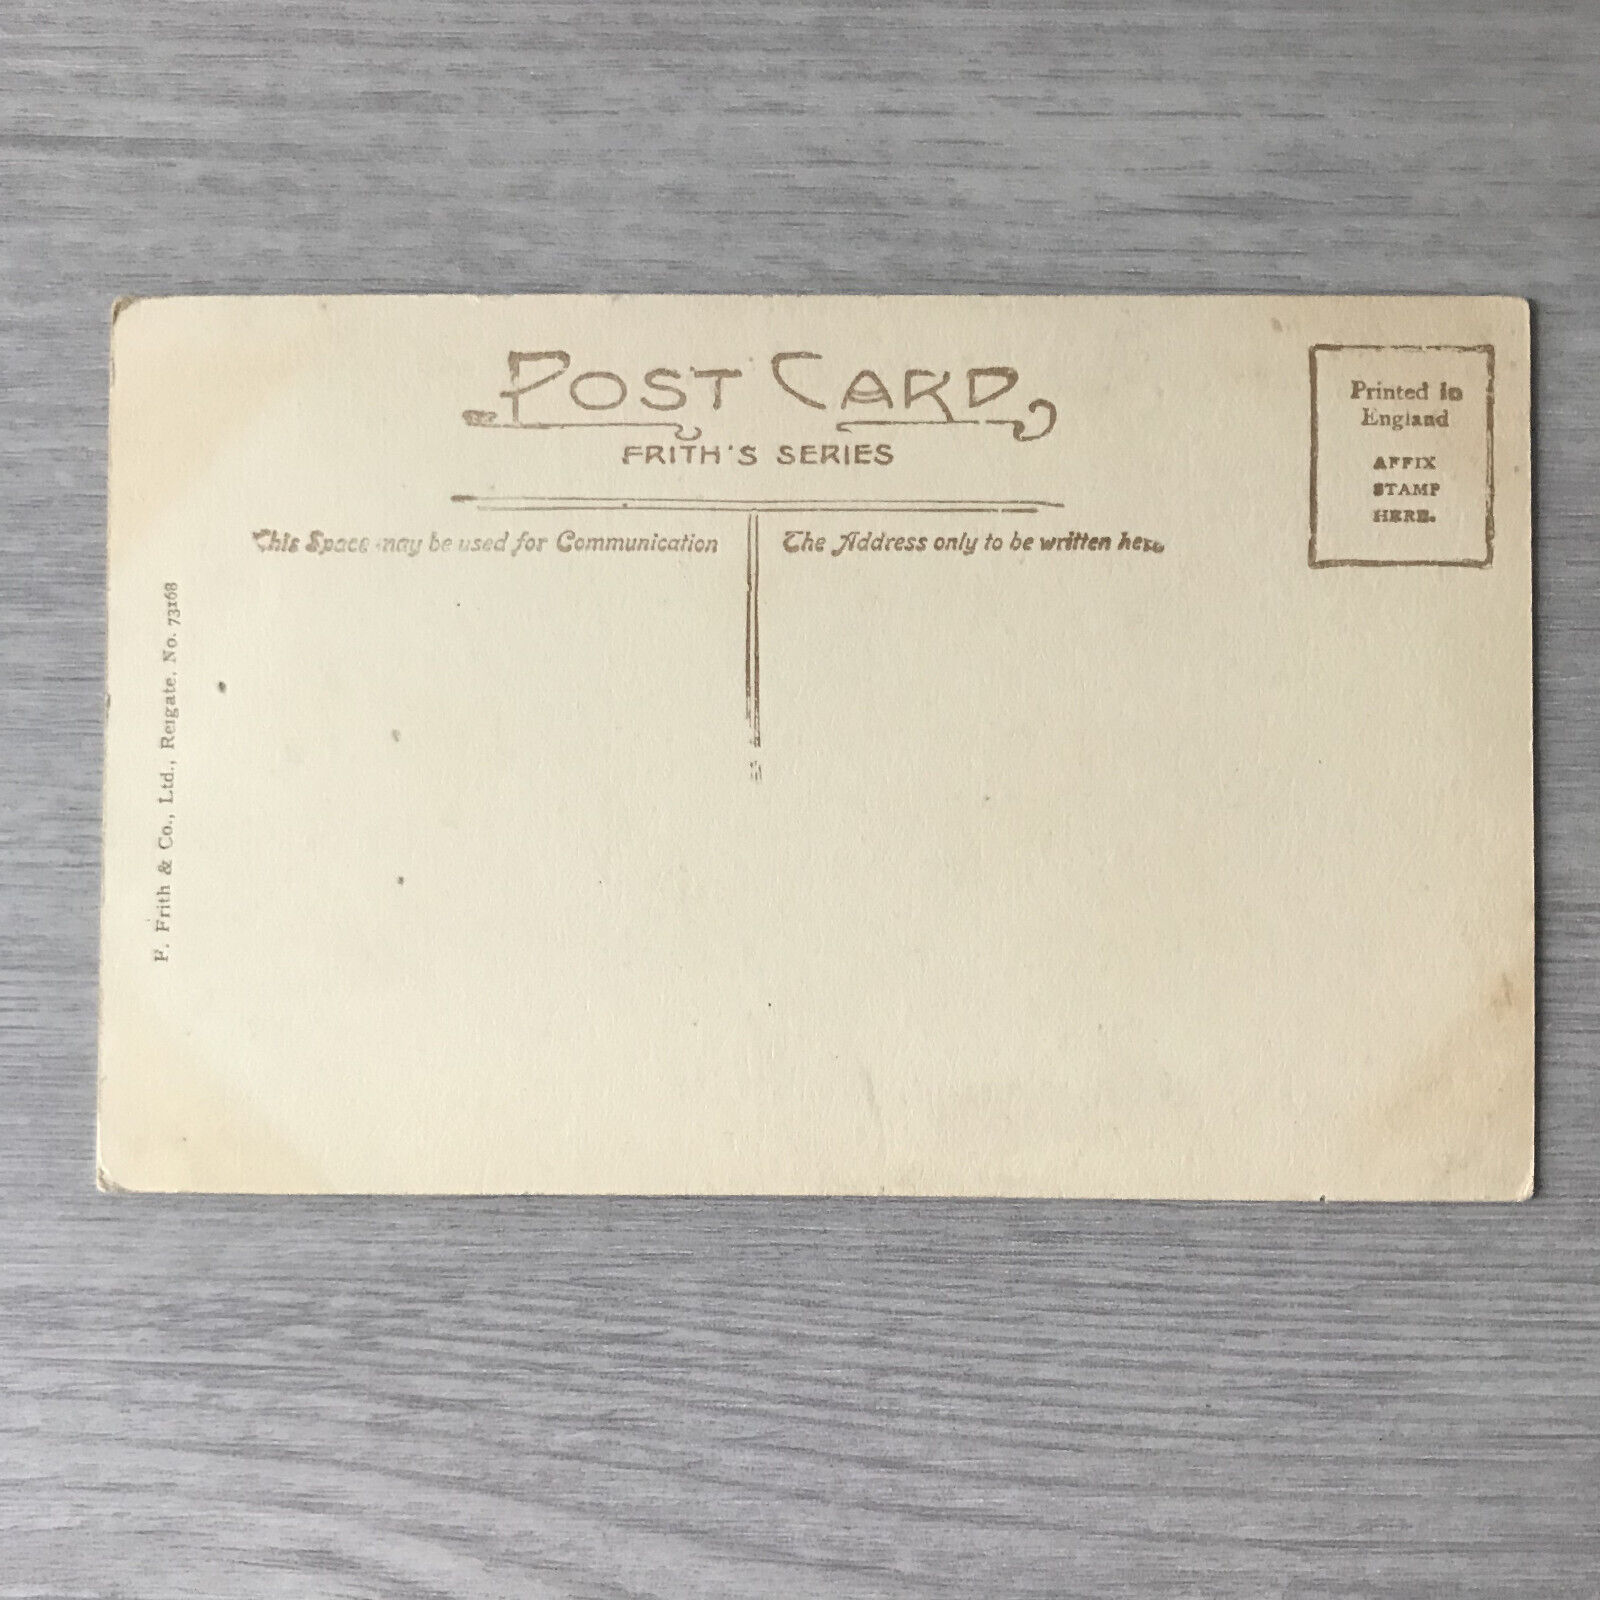 POST CARD
FRITH'S SERIES
Printed in
England
AFFIX
STAMP
HERE.
This Space may be used for Communication
The Address only to be written here
F. Frith & Co., Ltd., Reigate. No. 73168